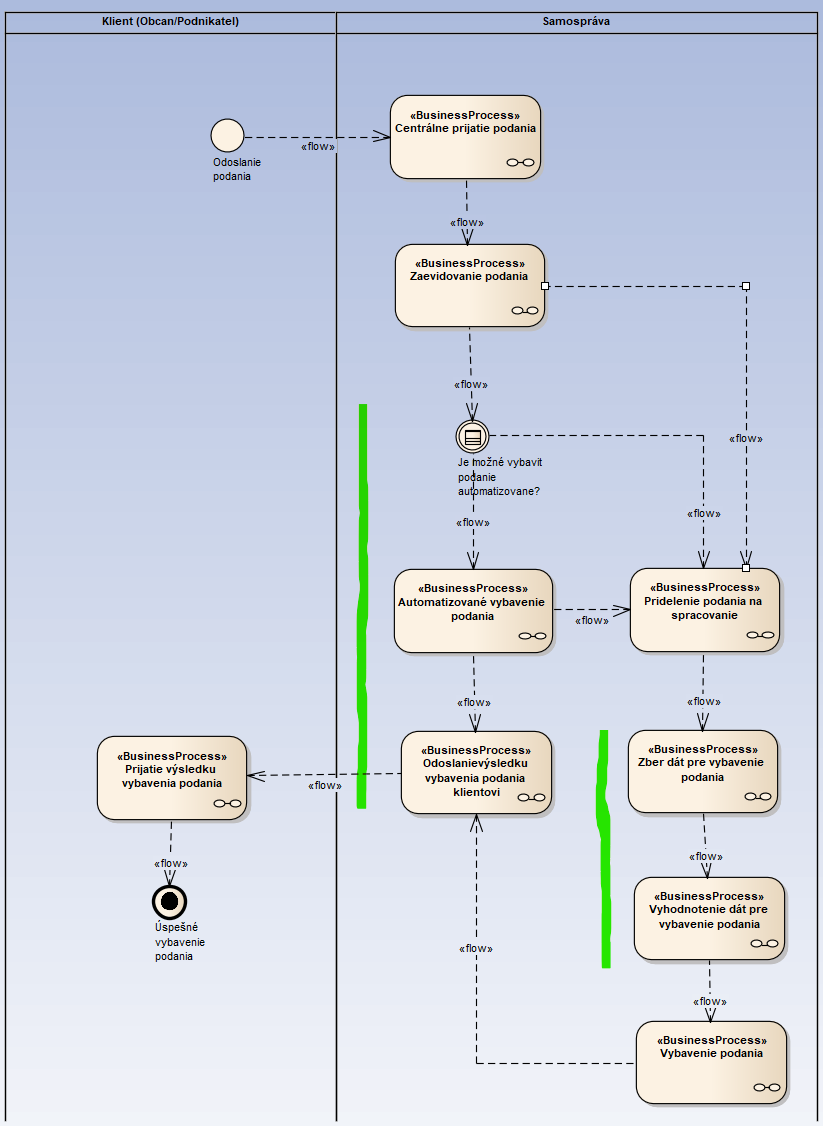 Klient (Obcan/Podnikatel)
Samospráva
«BusinessProcess»
Centrálne prijatie podania
«flow»
Odoslanie
podania
«flow»
«BusinessProcess»
Zaevidovanie podania
«flow»
«flow»
Je možné vybavit
podanie
automatizovane?
«flow»
«flow»
«BusinessProcess»
Automatizované vybavenie
podania
«BusinessProcess»
Pridelenie podania na
spracovanie
«flow»
«flow»
«flow»
«BusinessProcess»
Prijatie výsledku
vybavenia podania
«BusinessProcess»
Odoslanievýsledku
vybavenia podania
klientovi
«BusinessProcess»
Zber dát pre vybavenie
podania
«flow»
«flow»
«flow»
«BusinessProcess»
Vyhodnotenie dát pre
vybavenie podania
Úspešné
vybavenie
podania
«flow»
«flow»
«BusinessProcess»
Vybavenie podania